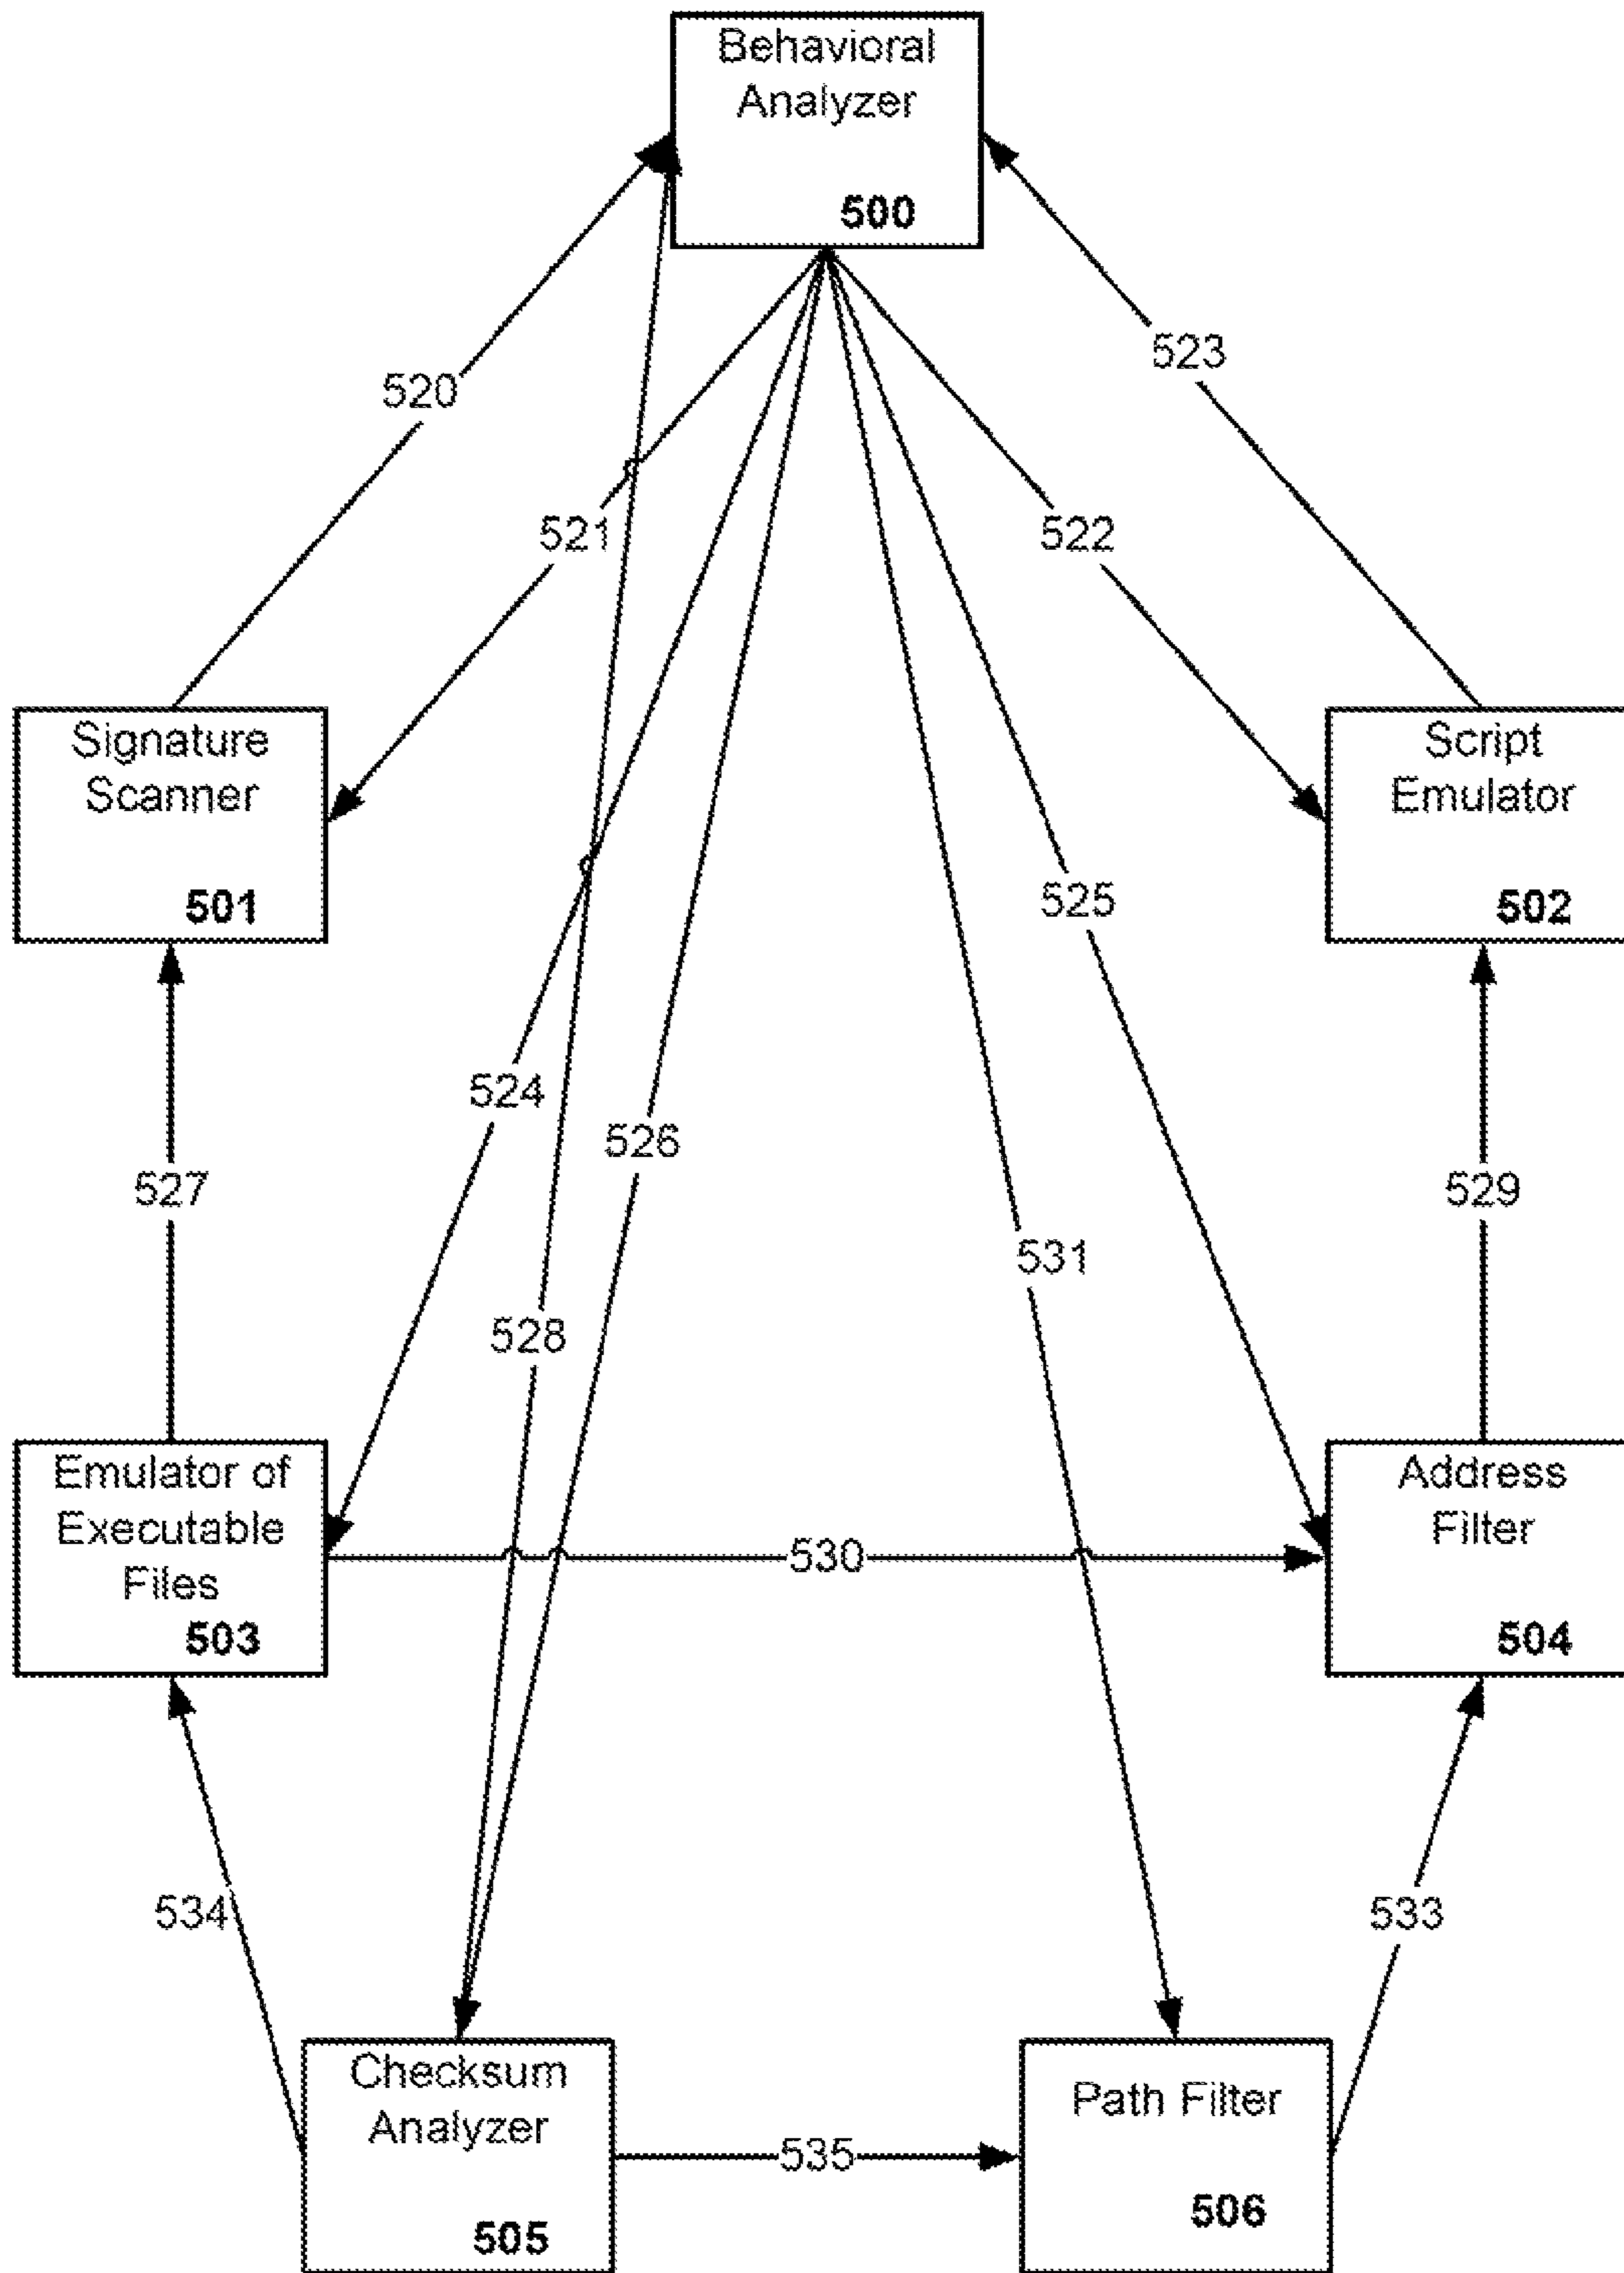 Behavioral
Analyzer
500
523
520
521
522
Signature
Scanner
501
Script
Emulator
502
525
524
526
527
529
531
528
Emulator of
Executable
Files
503
530
Address
Filter
504
534
533
Checksum
Analyzer
505
535
Path Filter
506